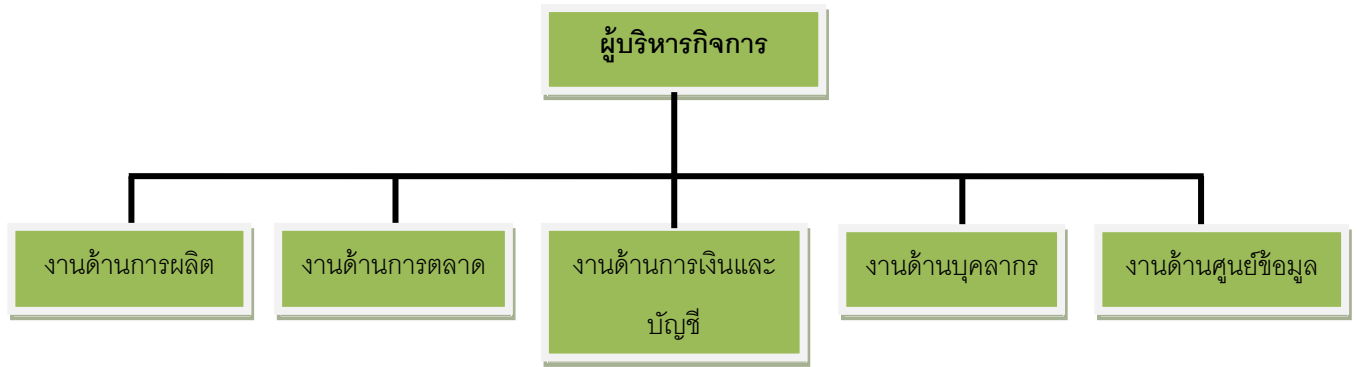 ผู้บริหารกิจการ
งานด้านการผลิต
งานด้านการตลาด
งานด้านการเงินและ
บัญชี
งานด้านบุคลากร
งานด้านศูนย์ข้อมูล